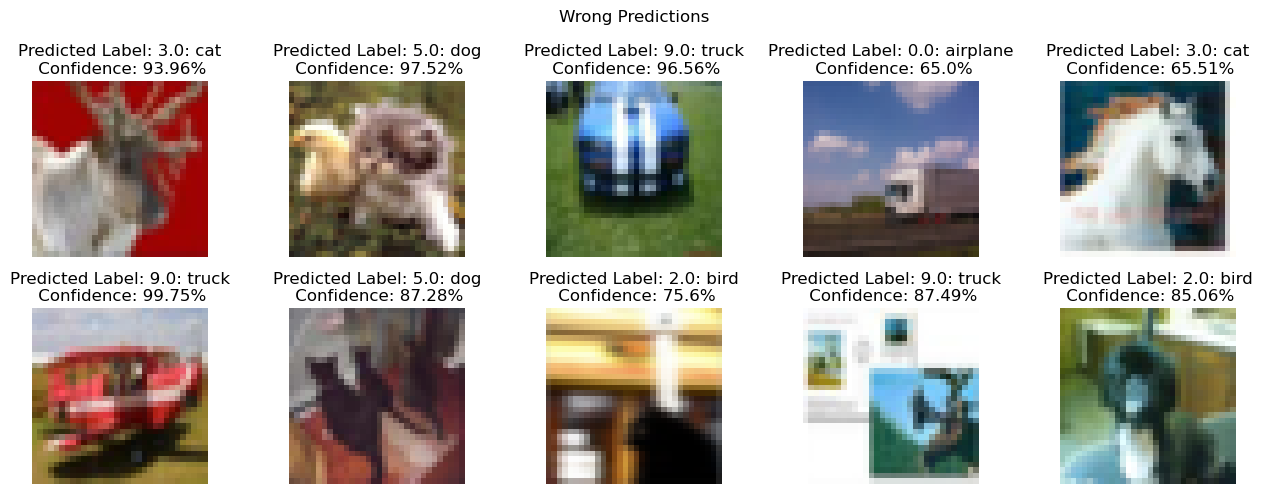 Wrong Predictions
Predicted Label: 3.0: cat
Confidence: 93.96%
Predicted Label: 5.0: dog
Confidence: 97.52%
Predicted Label: 9.0: truck
Confidence: 96.56%
Predicted Label: 0.0: airplane
Confidence: 65.0%
Predicted Label: 3.0: cat
Confidence: 65.51%
Predicted Label: 9.0: truck
Confidence: 99.75%
Predicted Label: 5.0: dog
Confidence: 87.28%
Predicted Label: 2.0: bird
Confidence: 75.6%
Predicted Label: 9.0: truck
Confidence: 87.49%
Predicted Label: 2.0: bird
Confidence: 85.06%